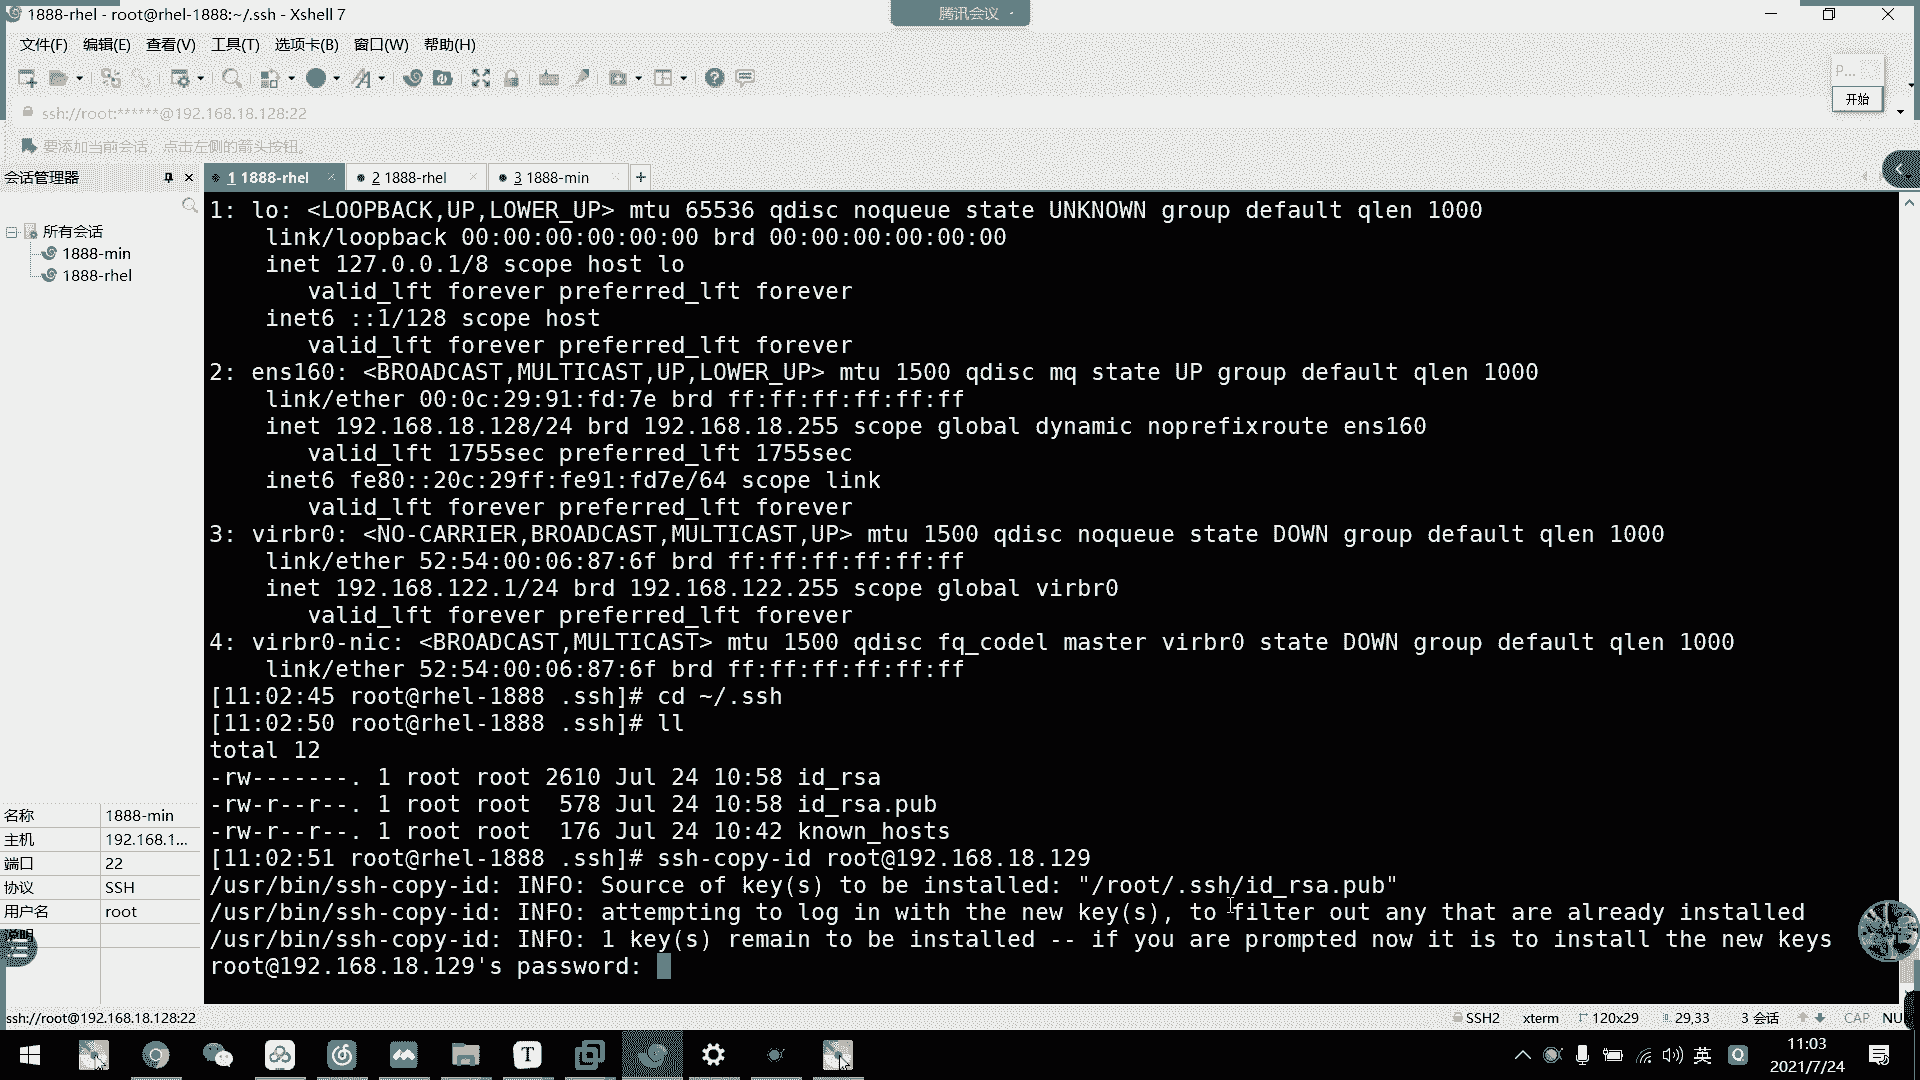 1888-rhel - root@rhel-1888:~/.ssh - Xshell 7
腾讯会议
文件(F) 编辑(E) 查看(V) 工具(T) 选项卡(B) 窗口(W) 帮助(H)
P...
开始
ssh://root:******@192.168.18.128:22
要添加当前会话，点击左侧的箭头按钮。
会话管理器
1 1888-rhel
2 1888-rhel
3 1888-min
所有会话
1888-min
1888-rhel
1: lo: <LOOPBACK,UP,LOWER_UP> mtu 65536 qdisc noqueue state UNKNOWN group default qlen 1000
link/loopback 00:00:00:00:00:00 brd 00:00:00:00:00:00
inet 127.0.0.1/8 scope host lo
valid_lft forever preferred_lft forever
inet6 ::1/128 scope host
valid_lft forever preferred_lft forever
2: ens160: <BROADCAST,MULTICAST,UP,LOWER_UP> mtu 1500 qdisc mq state UP group default qlen 1000
link/ether 00:0c:29:91:fd:7e brd ff:ff:ff:ff:ff:ff
inet 192.168.18.128/24 brd 192.168.18.255 scope global dynamic noprefixroute ens160
valid_lft 1755sec preferred_lft 1755sec
inet6 fe80::20c:29ff:fe91:fd7e/64 scope link
valid_lft forever preferred_lft forever
3: virbr0: <NO-CARRIER,BROADCAST,MULTICAST,UP> mtu 1500 qdisc noqueue state DOWN group default qlen 1000
link/ether 52:54:00:06:87:6f brd ff:ff:ff:ff:ff:ff
inet 192.168.122.1/24 brd 192.168.122.255 scope global virbr0
valid_lft forever preferred_lft forever
4: virbr0-nic: <BROADCAST,MULTICAST> mtu 1500 qdisc fq_codel master virbr0 state DOWN group default qlen 1000
link/ether 52:54:00:06:87:6f brd ff:ff:ff:ff:ff:ff
[11:02:45 root@rhel-1888 .ssh]# cd ~/.ssh
[11:02:50 root@rhel-1888 .ssh]# ll
total 12
-rw-------. 1 root root 2610 Jul 24 10:58 id_rsa
-rw-r--r--. 1 root root  578 Jul 24 10:58 id_rsa.pub
-rw-r--r--. 1 root root  176 Jul 24 10:42 known_hosts
[11:02:51 root@rhel-1888 .ssh]# ssh-copy-id root@192.168.18.129
/usr/bin/ssh-copy-id: INFO: Source of key(s) to be installed: "/root/.ssh/id_rsa.pub"
/usr/bin/ssh-copy-id: INFO: attempting to log in with the new key(s), to filter out any that are already installed
/usr/bin/ssh-copy-id: INFO: 1 key(s) remain to be installed -- if you are prompted now it is to install the new keys
root@192.168.18.129's password:
名称 1888-min
主机 192.168.1...
端口 22
协议 SSH
用户名 root
说明
ssh://root@192.168.18.128:22
SSH2
xterm
120x29
29,33
3 会话
CAP
NU
英
11:03
2021/7/24